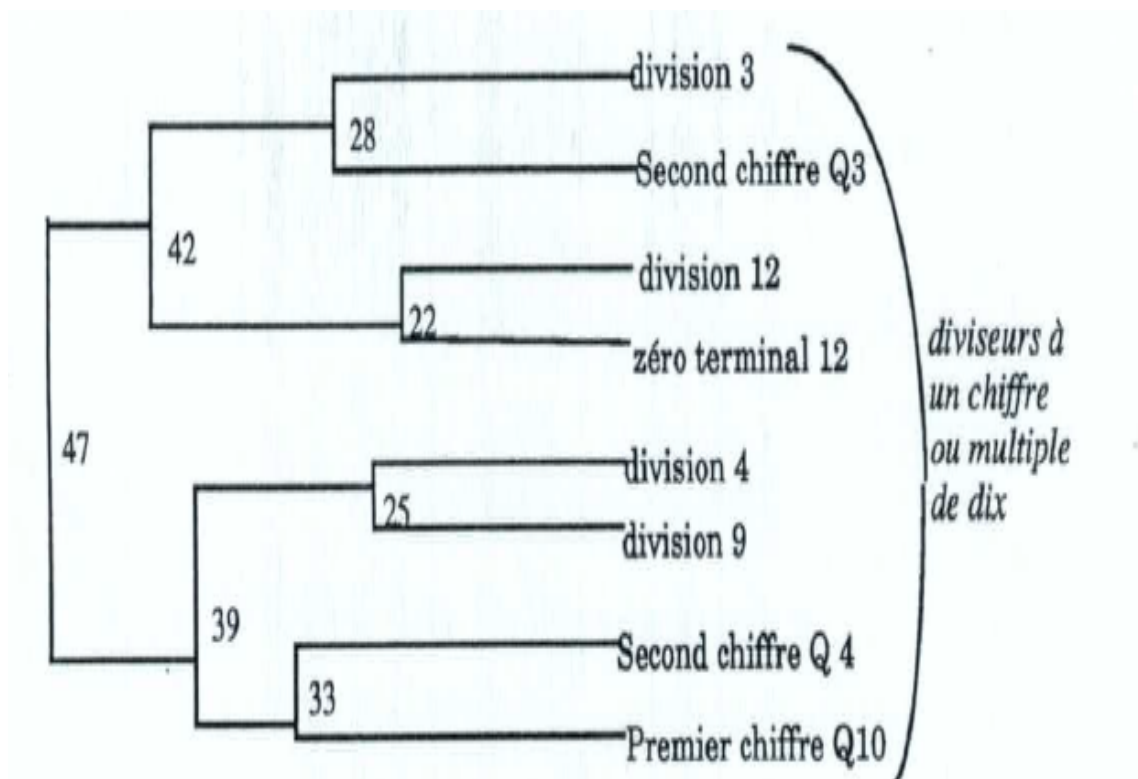 division 3
28
Second chiffre Q3
42
division 12
22
zéro terminal 12
diviseurs à
un chiffre
ou multiple
de dix
47
division 4
25
division 9
39
Second chiffre Q 4
33
Premier chiffre Q10